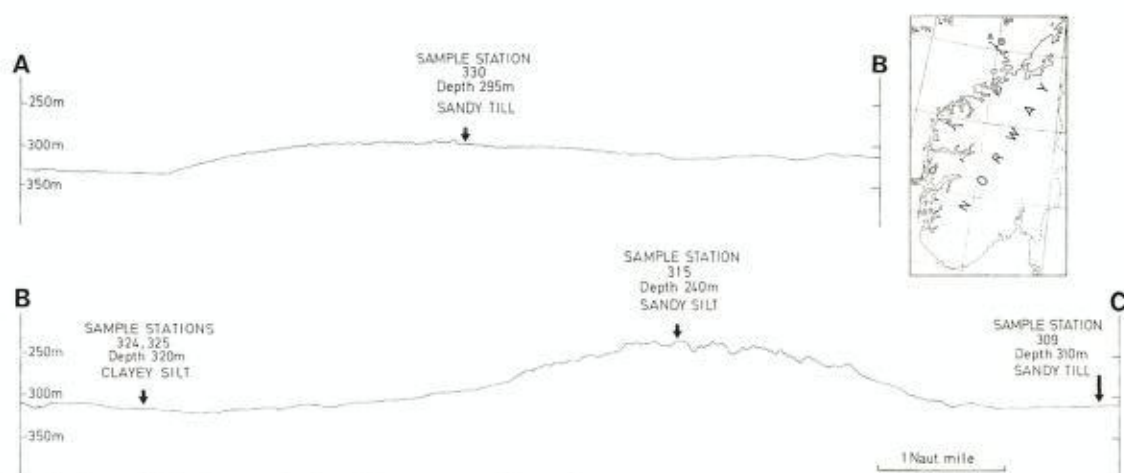 A
B
SAMPLE STATION
330
Depth 295m
SANDY TILL
250m
300m
350m
NORWAY
B
C
SAMPLE STATIONS
324, 325
Depth 320m
CLAYEY SILT
SAMPLE STATION
315
Depth 240m
SANDY SILT
SAMPLE STATION
309
Depth 310m
SANDY TILL
250m
300m
350m
1 Naut mile